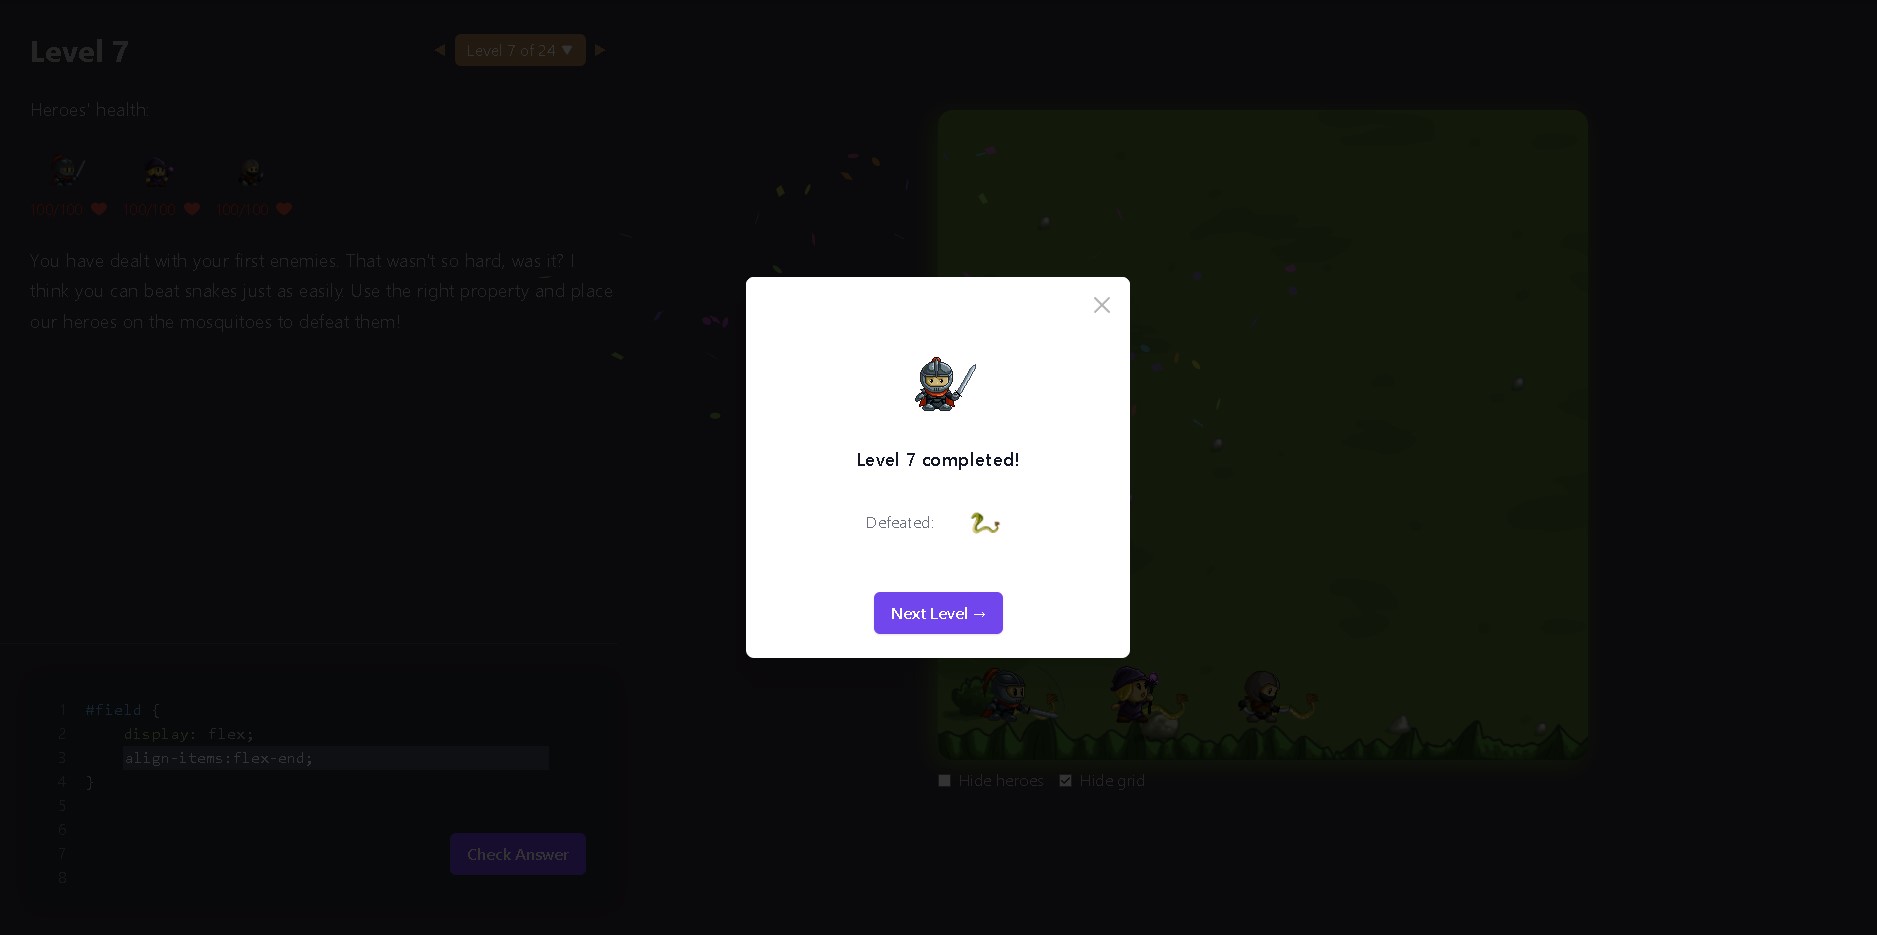 Level 7
Level 7 of 24 ▼
Heroes' health:
100/100
100/100
100/100
You have dealt with your first enemies. That wasn't so hard, was it? I
think you can beat snakes just as easily. Use the right property and place
our heroes on the mosquitoes to defeat them!
Level 7 completed!
Defeated:
Next Level →
1 #field {
2 display: flex;
3 align-items:flex-end;
4 }
5
6
7
8
Check Answer
Hide heroes
Hide grid